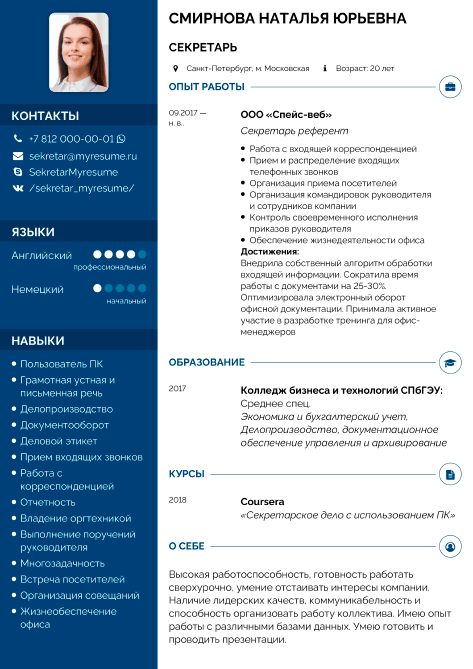 СМИРНОВА НАТАЛЬЯ ЮРЬЕВНА
СЕКРЕТАРЬ
Санкт-Петербург, м. Московская
Возраст: 20 лет
КОНТАКТЫ
+7 812 000-00-01
sekretar@myresume.ru
SekretarMyresume
/sekretar_myresume/
ЯЗЫКИ
Английский
профессиональный
Немецкий
начальный
НАВЫКИ
Пользователь ПК
Грамотная устная и
письменная речь
Делопроизводство
Документооборот
Деловой этикет
Прием входящих звонков
Работа с
корреспонденцией
Отчетность
Владение оргтехникой
Выполнение поручений
руководителя
Многозадачность
Встреча посетителей
Организация совещаний
Жизнеобеспечение
офиса
ОПЫТ РАБОТЫ
09.2017 —
н. в..
ООО «Спейс-веб»
Секретарь референт
Работа с входящей корреспонденцией
Прием и распределение входящих
телефонных звонков
Организация приема посетителей
Организация командировок руководителя
и сотрудников компании
Контроль своевременного исполнения
приказов руководителя
Обеспечение жизнедеятельности офиса
Достижения:
Внедрила собственный алгоритм обработки
входящей информации. Сократила время
работы с документами на 25-30%.
Оптимизировала электронный оборот
офисной документации. Принимала активное
участие в разработке тренинга для офис-
менеджеров
ОБРАЗОВАНИЕ
2017
Колледж бизнеса и технологий СПбГЭУ:
Среднее спец.
Экономика и бухгалтерский учет,
Делопроизводство, документационное
обеспечение управления и архивирование
КУРСЫ
2018
Coursera
«Секретарское дело с использованием ПК»
О СЕБЕ
Высокая работоспособность, готовность работать
сверхурочно, умение отстаивать интересы компании.
Наличие лидерских качеств, коммуникабельность и
способность организовать работу коллектива. Имею опыт
работы с различными базами данных. Умею готовить и
проводить презентации.